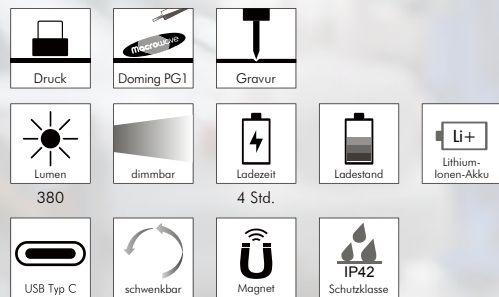 macrowave
Druck
Doming PG1
Gravur
Li+
Lumen
dimmbar
Ladezeit
Ladestand
Lithium-
Ionen-Akku
380
4 Std.
IP42
USB Typ C
schwenkbar
Magnet
Schutzklasse